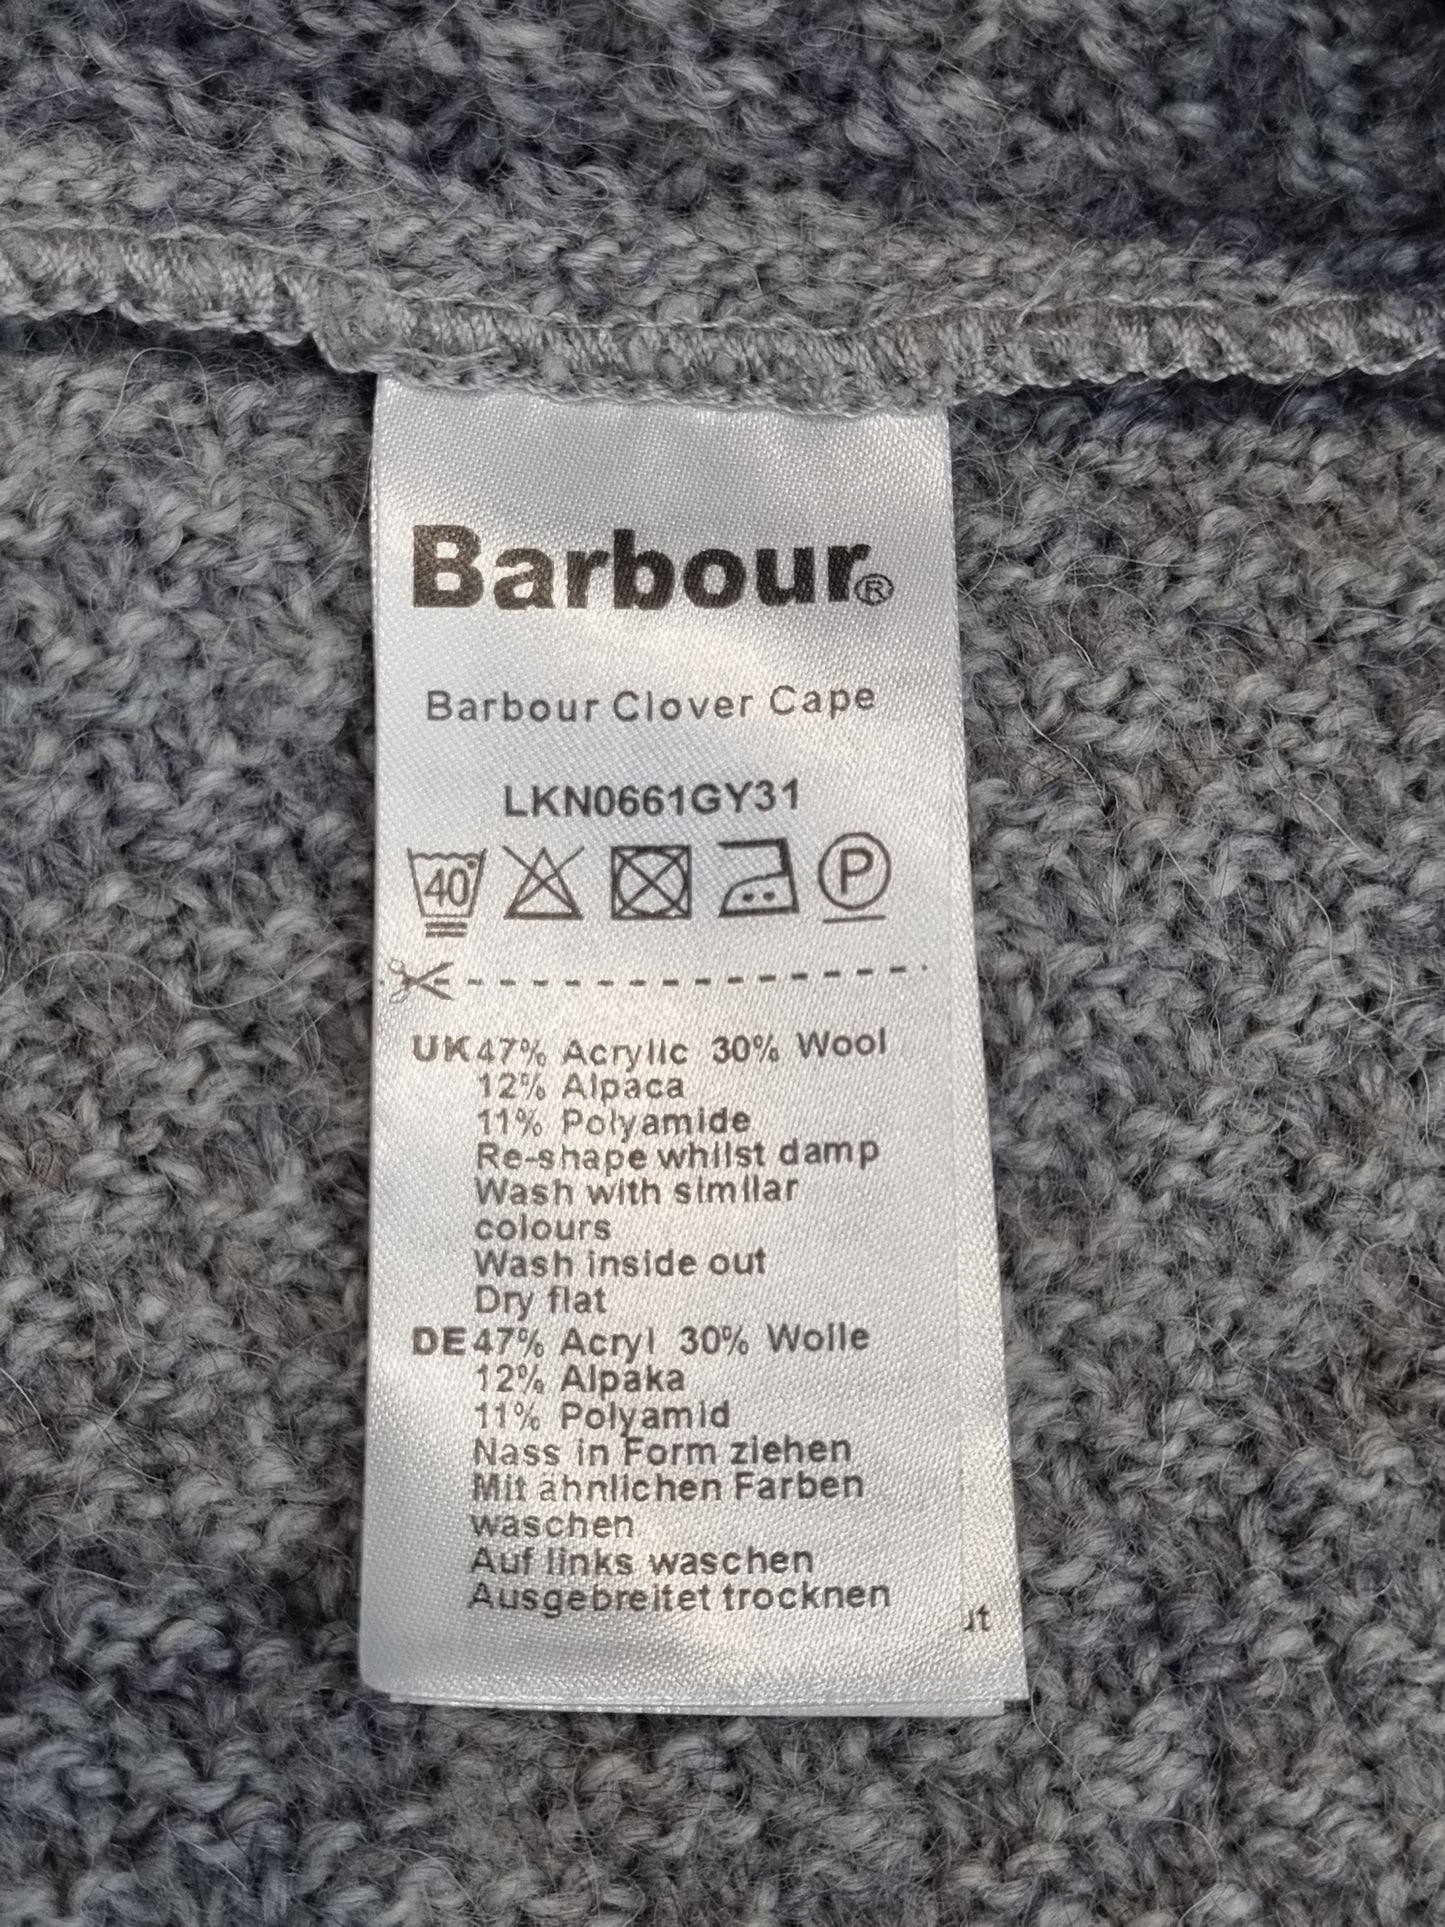 Barbour®
Barbour Clover Cape
LKN0661GY31
40° P
UK 47% Acrylic 30% Wool
12% Alpaca
11% Polyamide
Re-shape whilst damp
Wash with similar
colours
Wash inside out
Dry flat
DE 47% Acryl 30% Wolle
12% Alpaka
11% Polyamid
Nass in Form ziehen
Mit ähnlichen Farben
waschen
Auf links waschen
Ausgebreitet trocknen